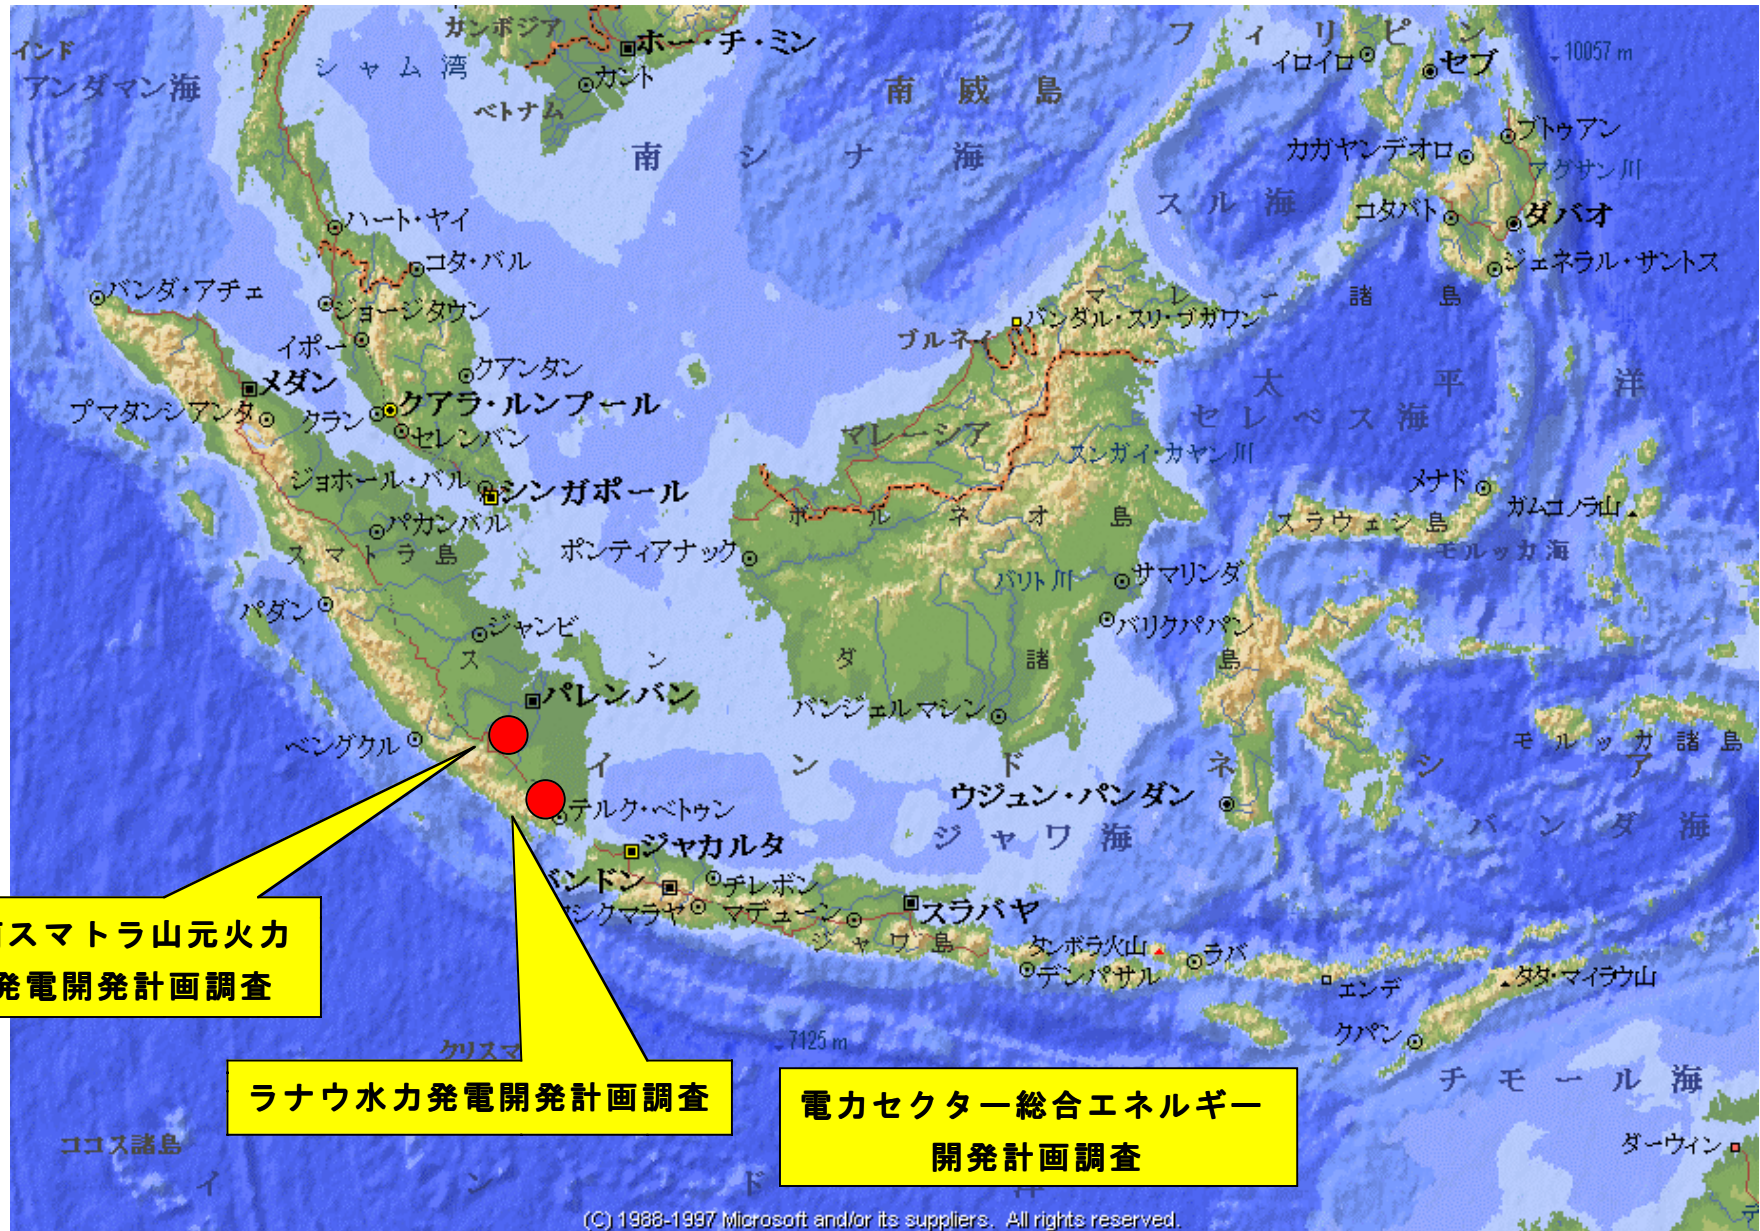 カンボジア
ホー・チ・ミン
フィリピン
インド
シャム湾
イロイロ
セブ
10057 m
アンダマン海
カント
南威島
ベトナム
ブトゥアン
南シナ海
カガヤンデオロ
アグサン川
スル海
コタバト
ダバオ
ハート・ヤイ
コタ・バル
ジェネラル・サントス
バンダ・アチェ
ジョージタウン
マレー諸島
バンダル・スリ・ブガワン
ブルネイ
イポー
クアンタン
メダン
太平洋
プマダンシアンタ
クラン
クアラ・ルンプール
セレベス海
セレンバン
マレーシア
スンガイ・カヤン川
ジョホール・バル
シンガポール
メナド
ガムコノラ山
パカンバル
ボルネオ島
スラウェシ島
スマトラ島
ポンティアナック
モルッカ海
バリト川
サマリンダ
パダン
ジャンビ
バリクパパン
スンダ諸島
パレンバン
バンジェルマシン
ベンググル
モルッカ諸島
インドネシア
ウジュン・パンダン
テルク・ベトゥン
ジャワ海
バンダ海
ジャカルタ
バンドン
チレボン
シクマラヤ
マデューン
スラバヤ
スマトラ山元火力
発電開発計画調査
ジャワ島
タンボラ火山
ラバ
デンパサル
エンデ
タタ・マイラウ山
クパン
7125 m
クリスマ
ラナウ水力発電開発計画調査
チモール海
電力セクター総合エネルギー
開発計画調査
ココス諸島
ダーウィン
インド洋
(C) 1988-1997 Microsoft and/or its suppliers. All rights reserved.